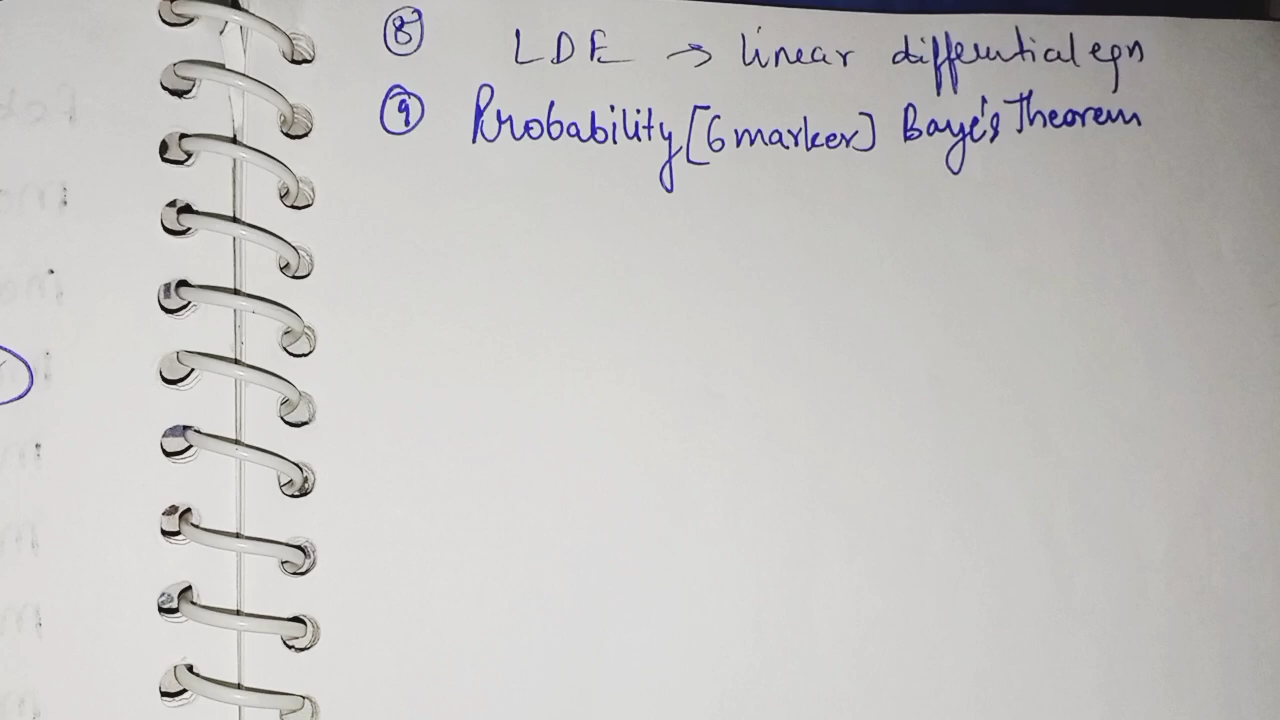 ⑧ LDE → linear differential eqn
⑨ Probability [6 marker] Baye's Theorem